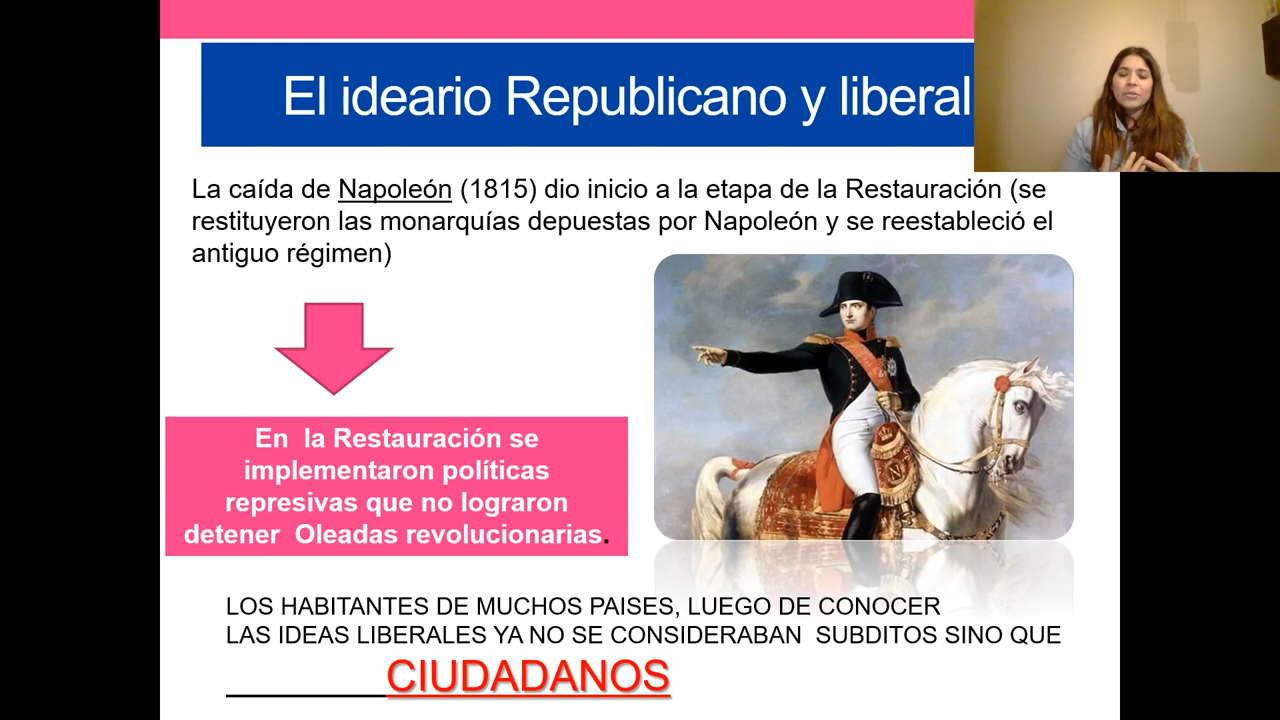 El ideario Republicano y liberal
La caída de Napoleón (1815) dio inicio a la etapa de la Restauración (se
restituyeron las monarquías depuestas por Napoleón y se reestableció el
antiguo régimen)
En  la Restauración se
implementaron políticas
represivas que no lograron
detener  Oleadas revolucionarias.
N
LOS HABITANTES DE MUCHOS PAISES, LUEGO DE CONOCER
LAS IDEAS LIBERALES YA NO SE CONSIDERABAN  SUBDITOS SINO QUE
__________CIUDADANOS